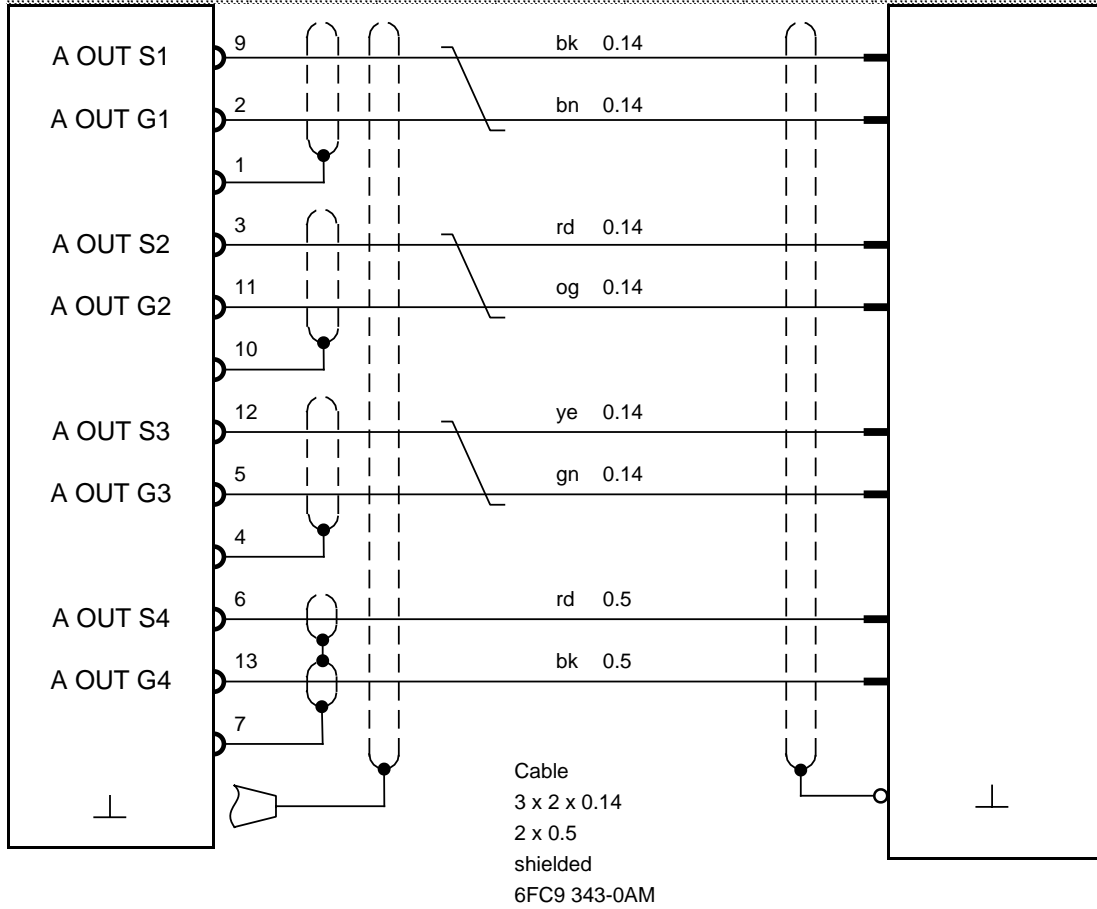 9 bk 0.14
A OUT S1
2 bn 0.14
A OUT G1
1
3 rd 0.14
A OUT S2
11 og 0.14
A OUT G2
10
12 ye 0.14
A OUT S3
5 gn 0.14
A OUT G3
4
6 rd 0.5
A OUT S4
13 bk 0.5
A OUT G4
7
Cable
3 x 2 x 0.14
2 x 0.5
shielded
6FC9 343-0AM